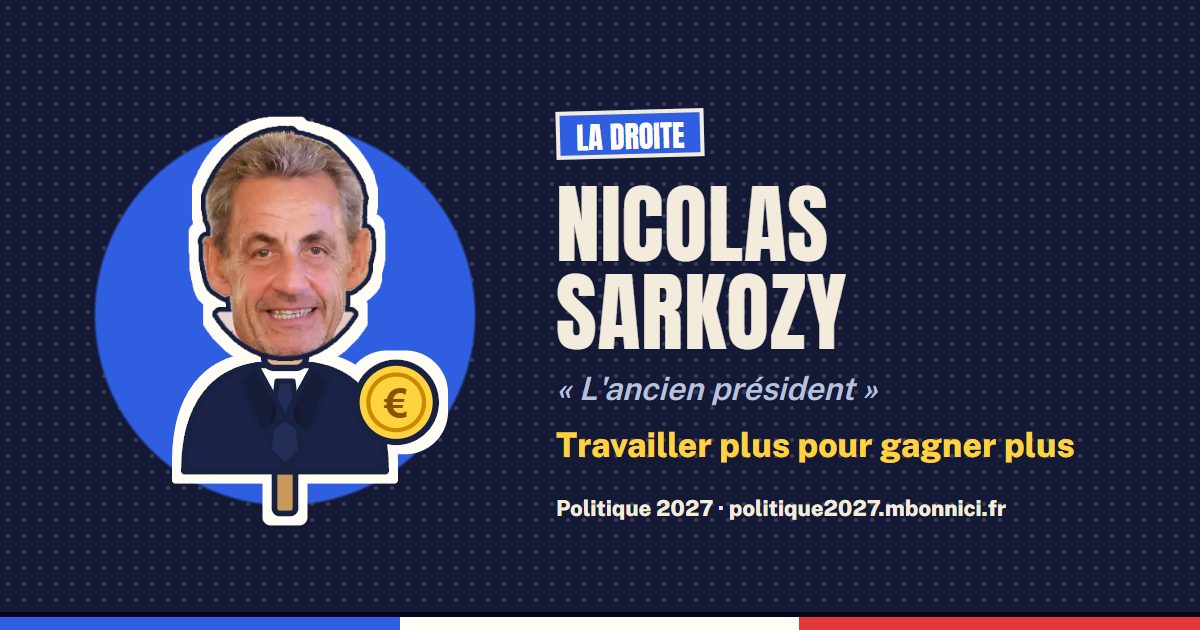 LA DROITE
NICOLAS
SARKOZY
« L'ancien président »
Travailler plus pour gagner plus
Politique 2027 · politique2027.mbonnici.fr
€